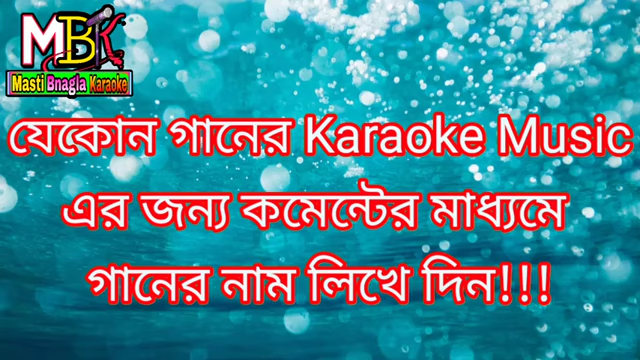 MBK
Masti Bnagla Karaoke
যেকোন গানের Karaoke Music
এর জন্য কমেন্টের মাধ্যমে
গানের নাম লিখে দিন!!!